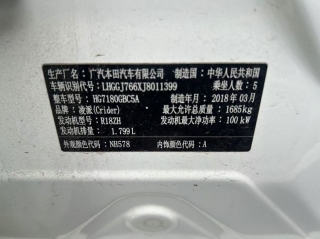 生产厂名: 广汽本田汽车有限公司 制造国: 中华人民共和国
车辆识别代号: LHGGJ766XJ8011399 乘坐人数: 5
整车型号: HG7180GBC5A 制造年月: 2018年03月
品牌: 凌派(Crider) 最大允许总质量: 1685kg
发动机型号: R18ZH 发动机最大净功率: 100kW
发动机排量: 1.799L
外观颜色代码: NH578 内饰颜色代码: A